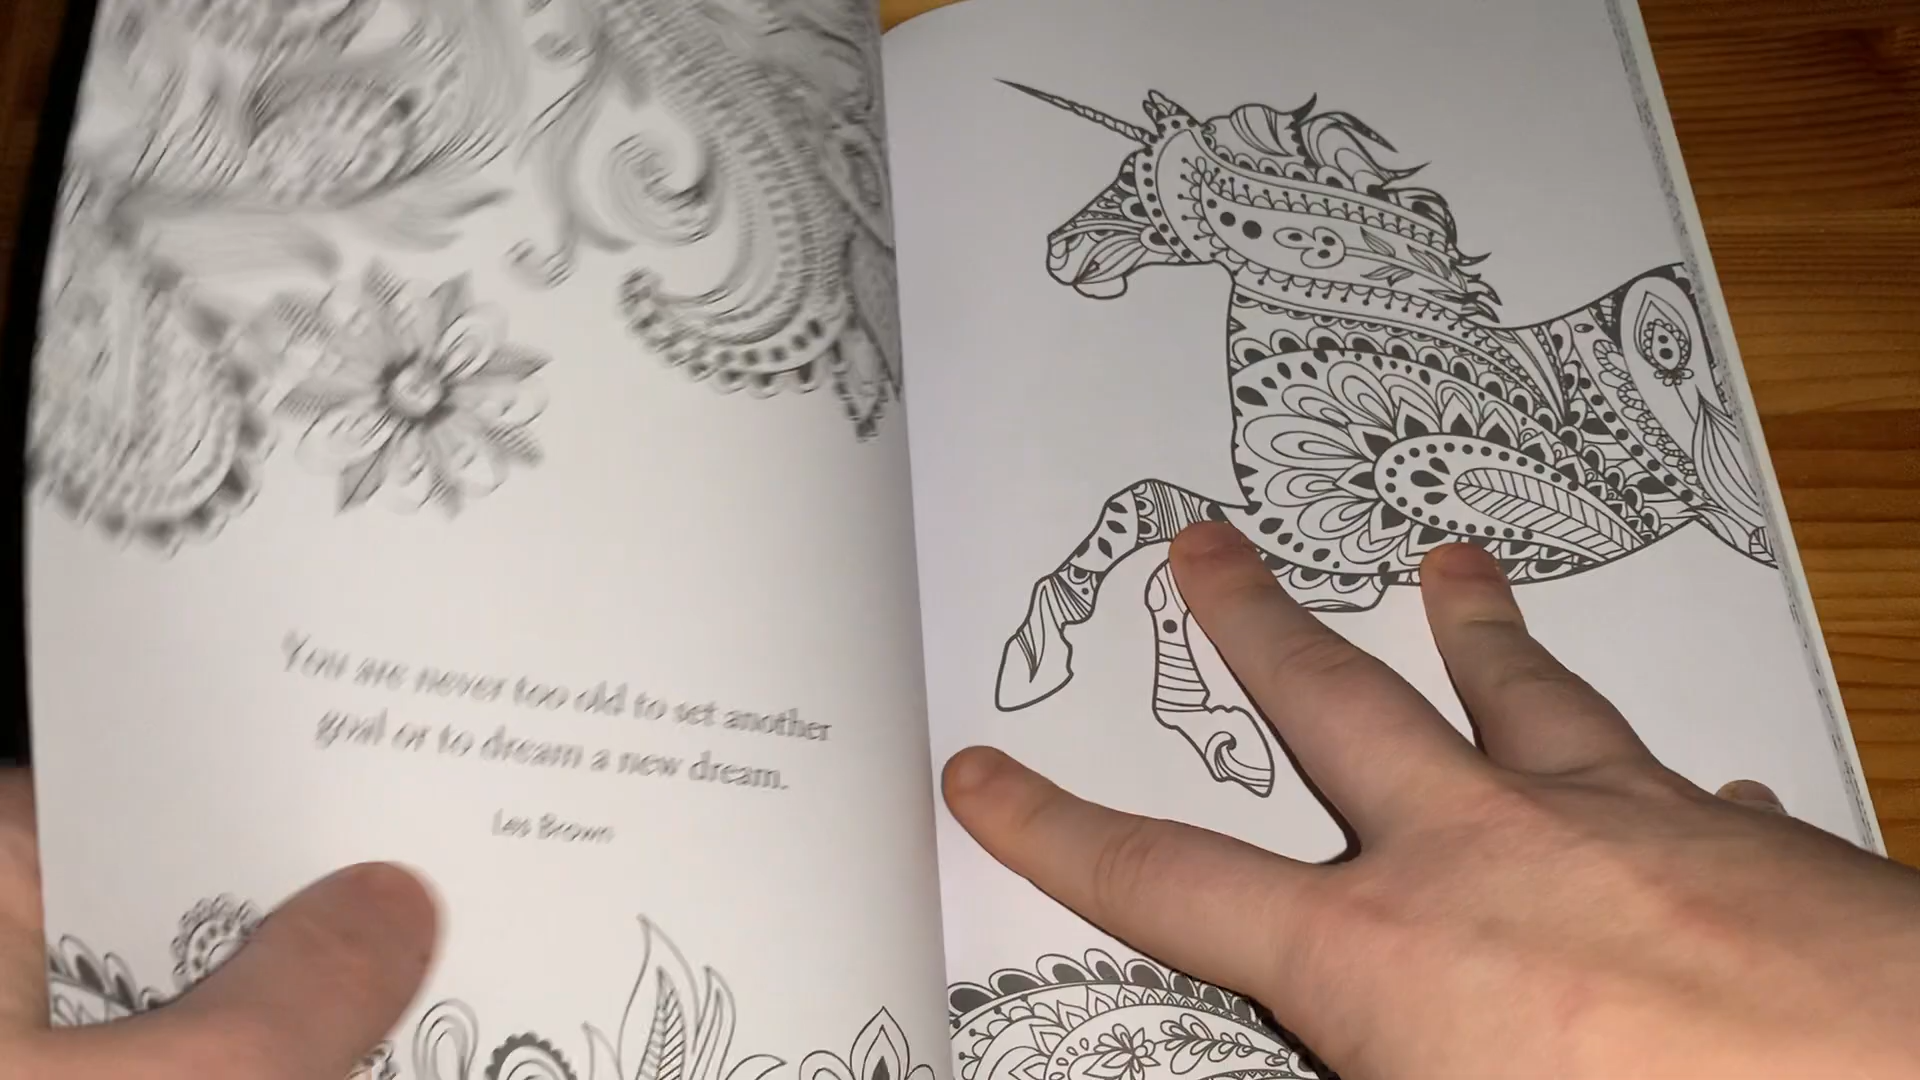 You are never too old to set another
goal or to dream a new dream.
Les Brown